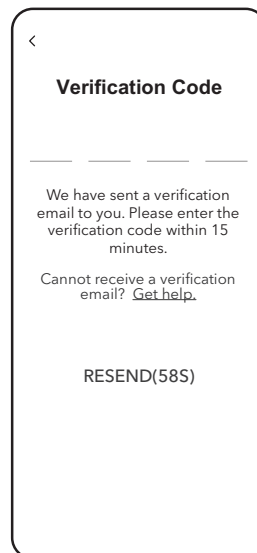 Verification Code
We have sent a verification
email to you. Please enter the
verification code within 15
minutes.
Cannot receive a verification
email? Get help.
RESEND(58S)